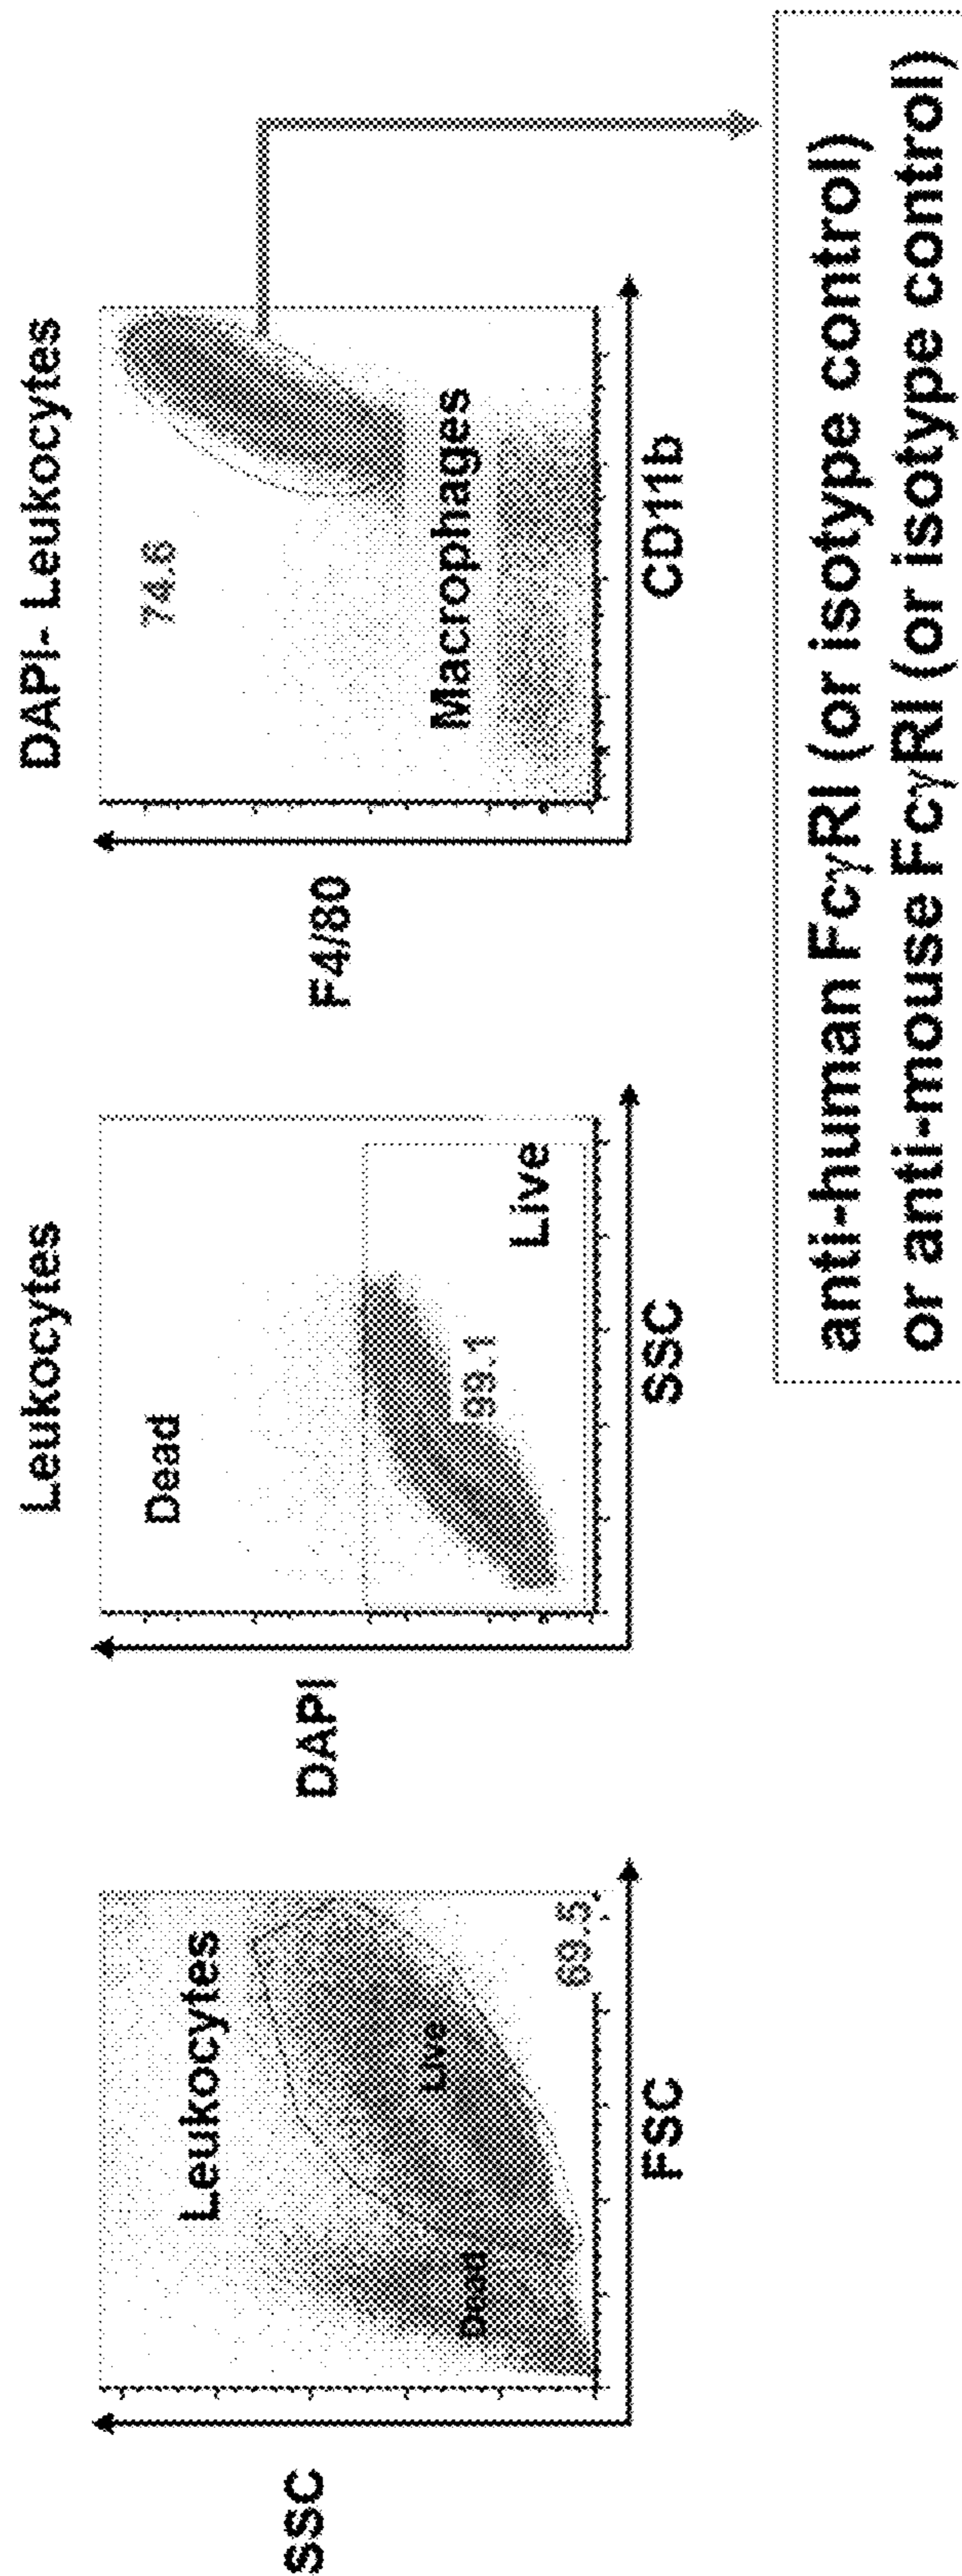 Leukocytes
DAPI- Leukocytes
SSC
Leukocytes
Live
Dead
69.5
FSC
DAPI
Dead
99.1
Live
SSC
F4/80
74.6
Macrophages
CD11b
anti-human FcγRI (or isotype control)
or anti-mouse FcγRI (or isotype control)